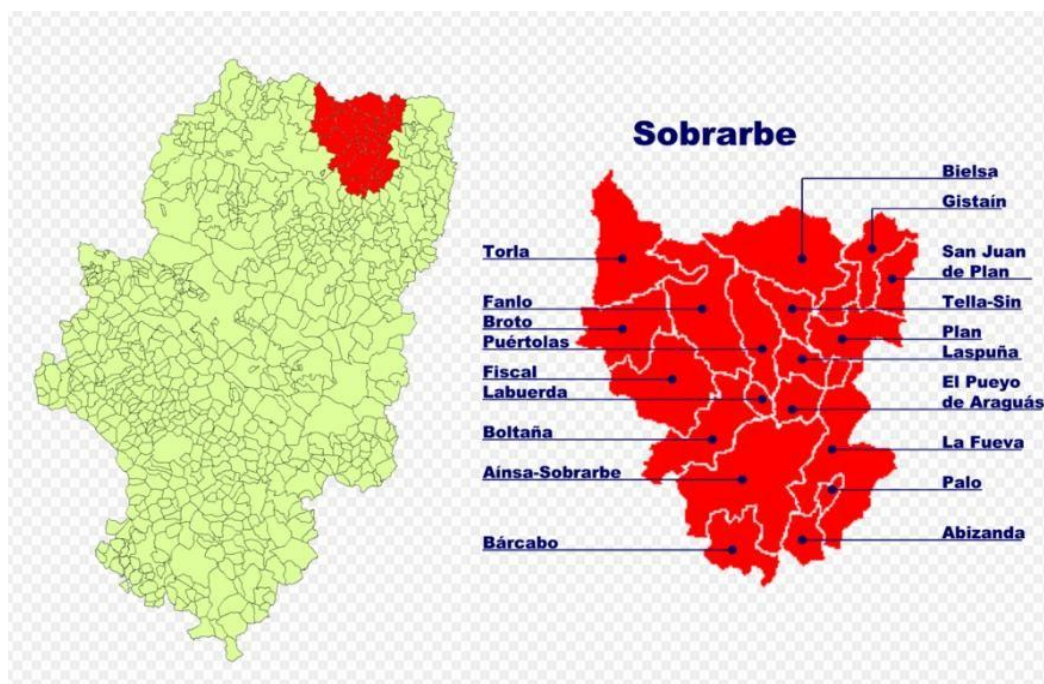 Sobrarbe
Bielsa
Gistaín
Torla
San Juan
de Plan
Fanlo
Tella-Sin
Broto
Plan
Puértolas
Laspuña
Fiscal
El Pueyo
de Araguás
Labuerda
Boltaña
La Fueva
Aínsa-Sobrarbe
Palo
Bárcabo
Abizanda